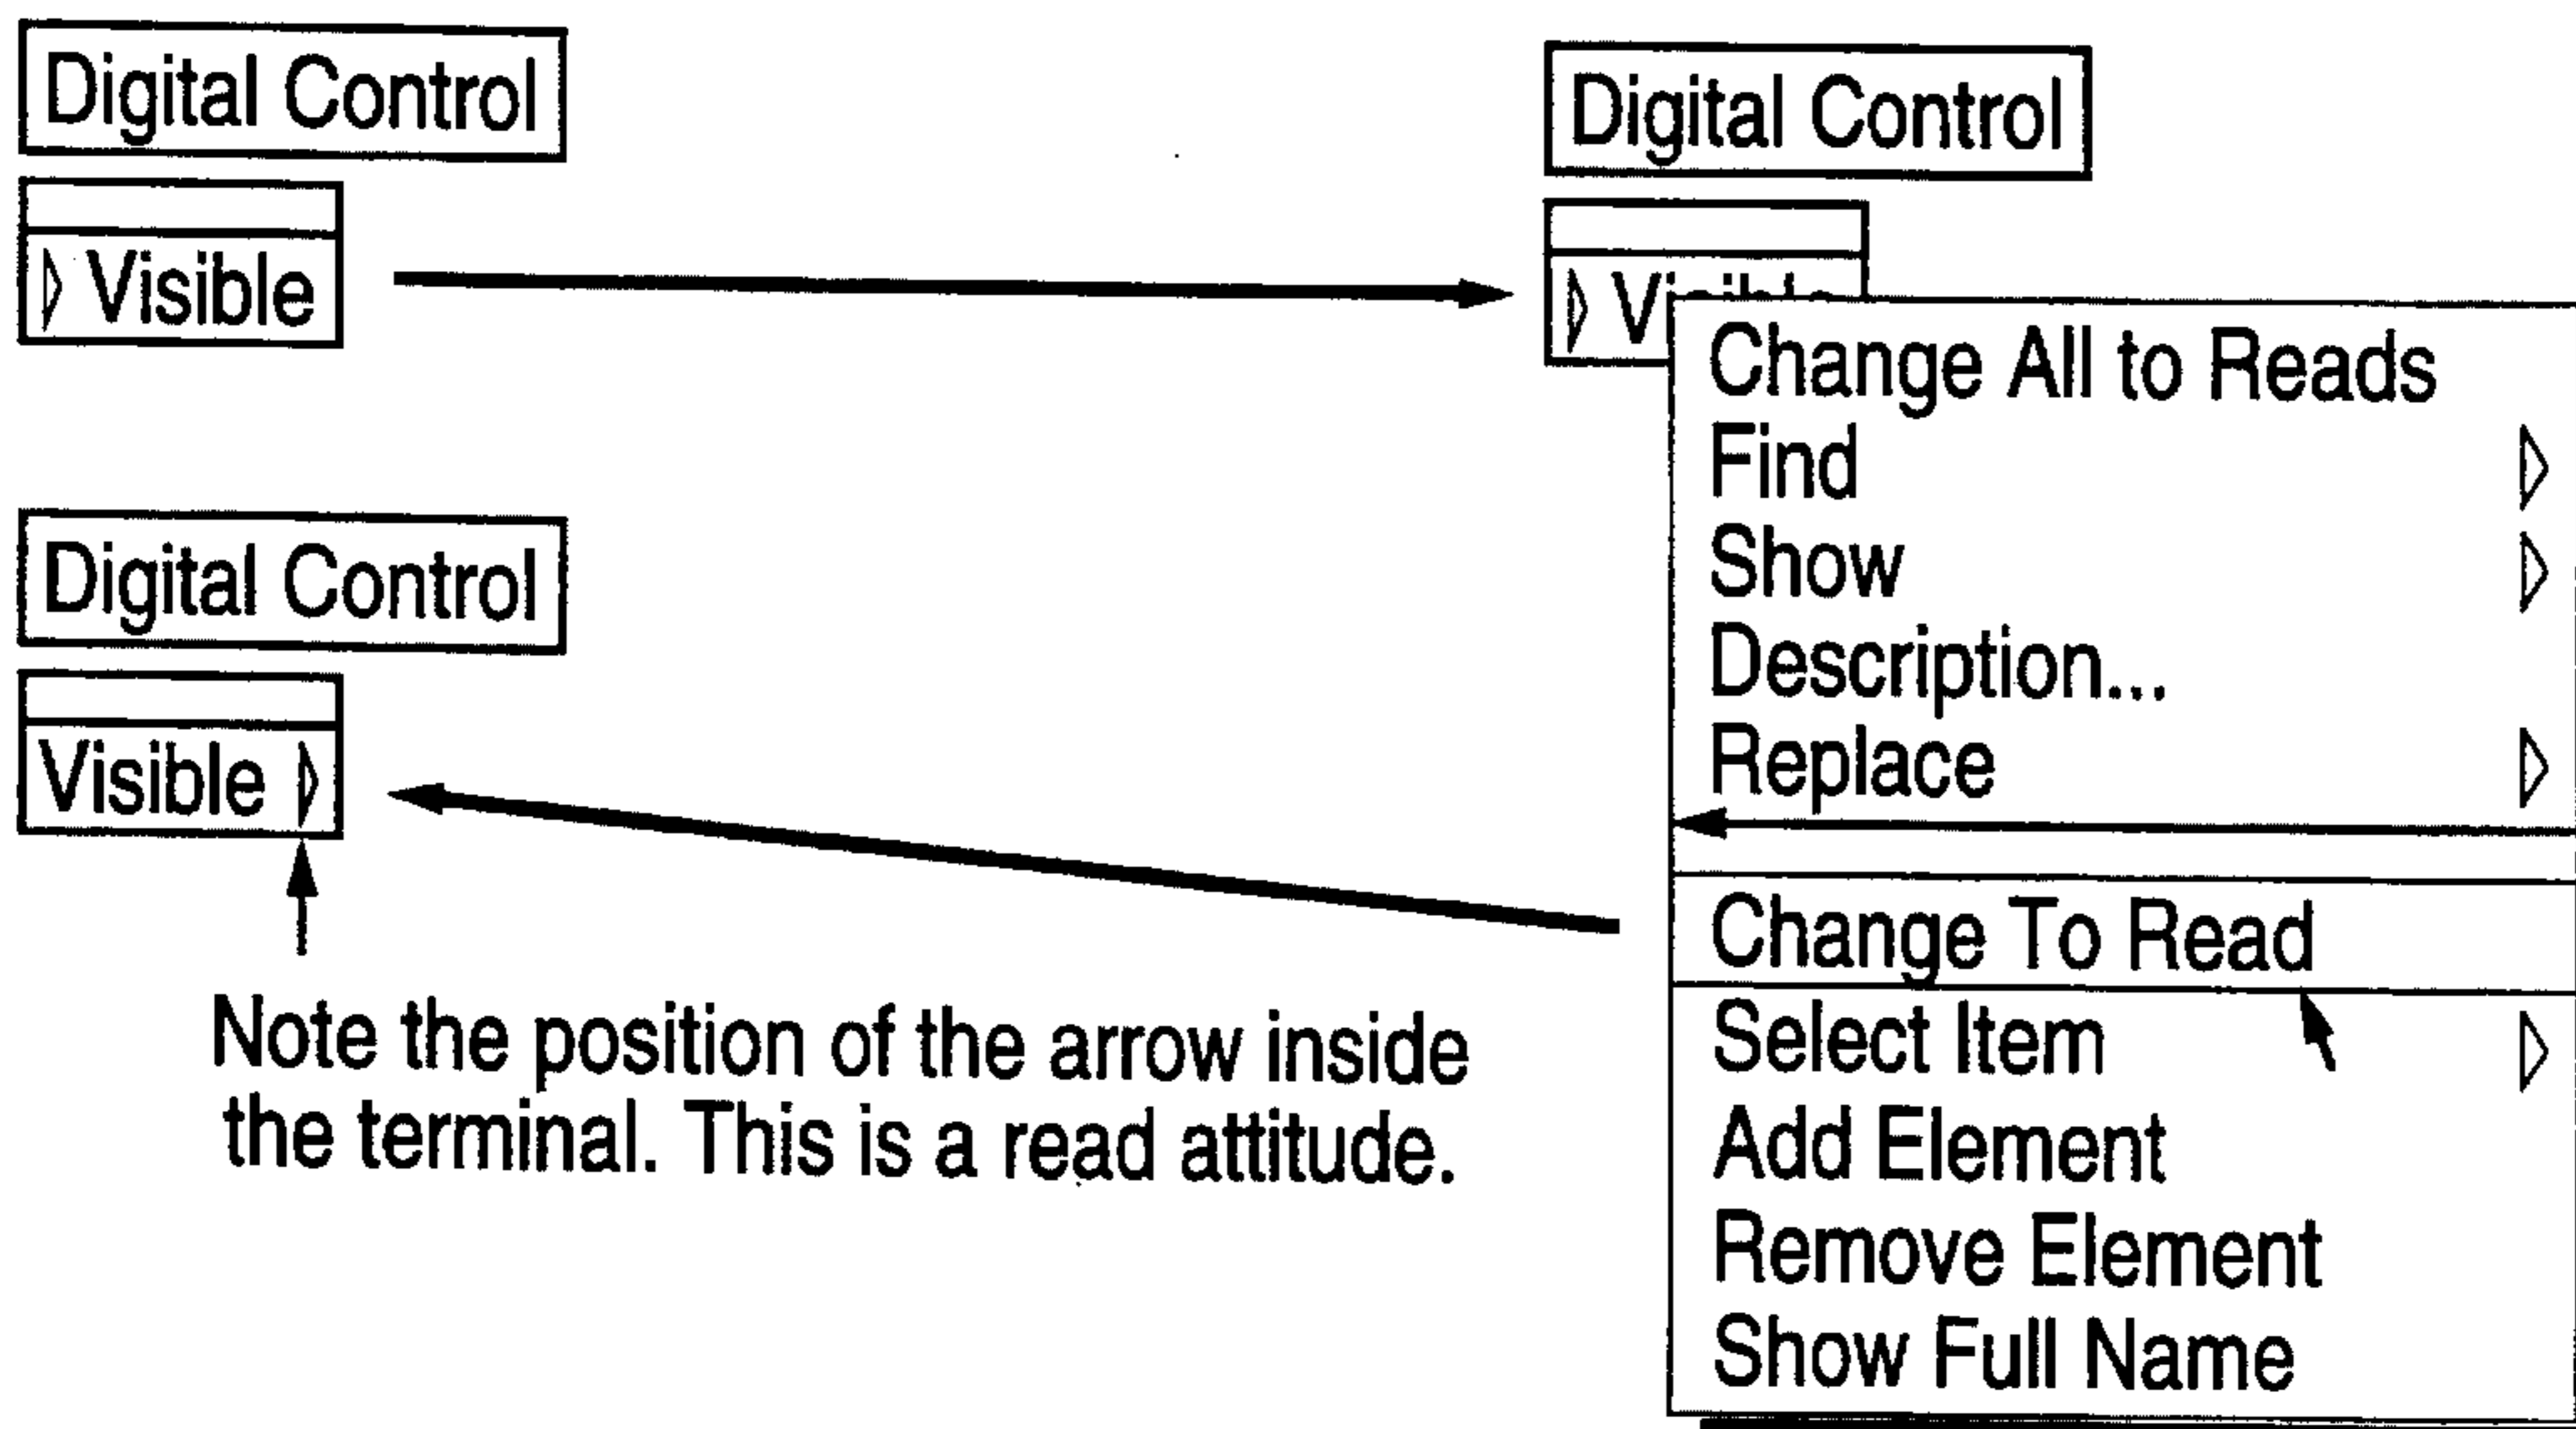 Digital Control
Visible
Digital Control
Change All to Reads
Find
Show
Description...
Replace
Change To Read
Select Item
Add Element
Remove Element
Show Full Name
Digital Control
Visible
Note the position of the arrow inside
the terminal. This is a read attitude.